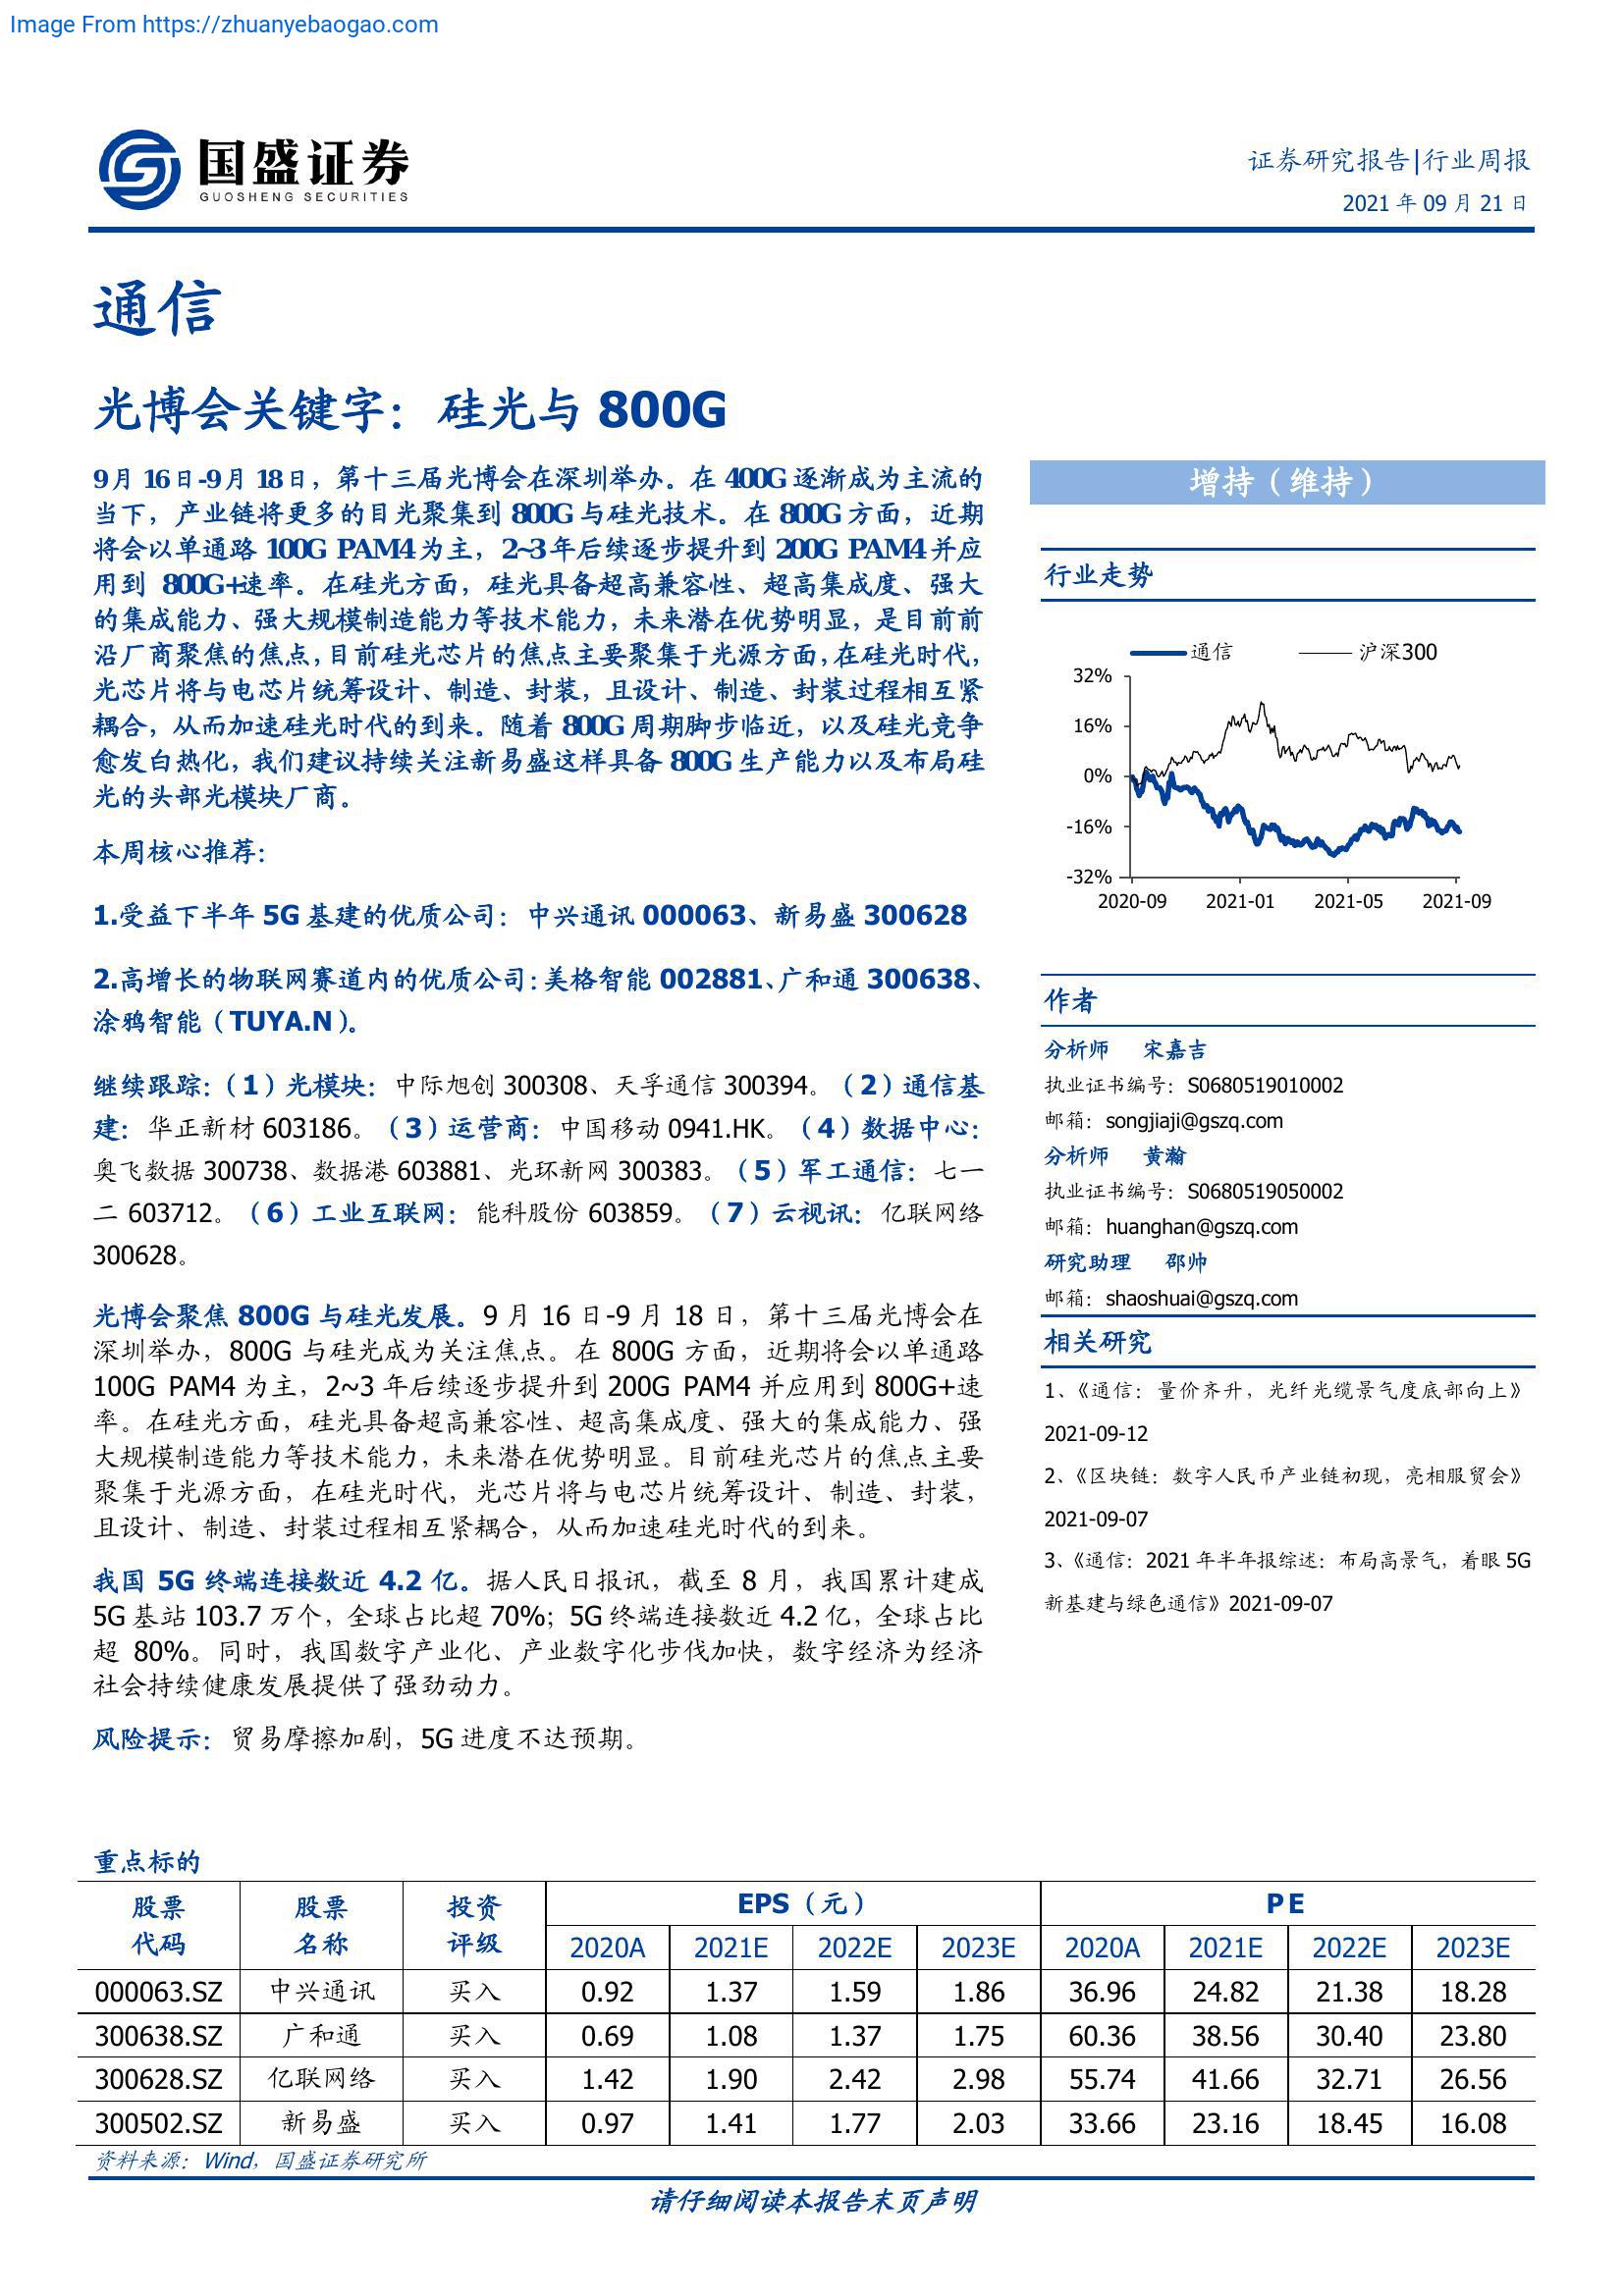 Image From https://zhuanyebaogao.com
国盛证券
GUOSHENG SECURITIES
证券研究报告|行业周报
2021 年 09 月 21 日
通信
光博会关键字：硅光与 800G
9月 16日-9月 18日，第十三届光博会在深圳举办。在 400G 逐渐成为主流的
当下，产业链将更多的目光聚集到 800G 与硅光技术。在 800G 方面，近期
将会以单通路 100G PAM4 为主，2~3 年后续逐步提升到 200G PAM4 并应
用到 800G+速率。在硅光方面，硅光具备超高兼容性、超高集成度、强大
的集成能力、强大规模制造能力等技术能力，未来潜在优势明显，是目前前
沿厂商聚焦的焦点，目前硅光芯片的焦点主要聚集于光源方面，在硅光时代，
光芯片将与电芯片统筹设计、制造、封装，且设计、制造、封装过程相互紧
耦合，从而加速硅光时代的到来。随着 800G 周期脚步临近，以及硅光竞争
愈发白热化，我们建议持续关注新易盛这样具备 800G 生产能力以及布局硅
光的头部光模块厂商。
本周核心推荐：
1.受益下半年 5G 基建的优质公司：中兴通讯 000063、新易盛 300628
2.高增长的物联网赛道内的优质公司：美格智能 002881、广和通 300638、
涂鸦智能（TUYA.N）。
继续跟踪：（1）光模块：中际旭创 300308、天孚通信 300394。（2）通信基
建：华正新材 603186。（3）运营商：中国移动 0941.HK。（4）数据中心：
奥飞数据 300738、数据港 603881、光环新网 300383。（5）军工通信：七一
二 603712。（6）工业互联网：能科股份 603859。（7）云视讯：亿联网络
300628。
光博会聚焦 800G 与硅光发展。9 月 16 日-9 月 18 日，第十三届光博会在
深圳举办，800G 与硅光成为关注焦点。在 800G 方面，近期将会以单通路
100G PAM4 为主，2~3 年后续逐步提升到 200G PAM4 并应用到 800G+速
率。在硅光方面，硅光具备超高兼容性、超高集成度、强大的集成能力、强
大规模制造能力等技术能力，未来潜在优势明显。目前硅光芯片的焦点主要
聚集于光源方面，在硅光时代，光芯片将与电芯片统筹设计、制造、封装，
且设计、制造、封装过程相互紧耦合，从而加速硅光时代的到来。
我国 5G 终端连接数近 4.2 亿。据人民日报讯，截至 8 月，我国累计建成
5G 基站 103.7 万个，全球占比超 70%；5G 终端连接数近 4.2 亿，全球占比
超 80%。同时，我国数字产业化、产业数字化步伐加快，数字经济为经济
社会持续健康发展提供了强劲动力。
风险提示：贸易摩擦加剧，5G 进度不达预期。
增持（维持）
行业走势
通信 沪深300
32%
16%
0%
-16%
-32%
2020-09 2021-01 2021-05 2021-09
作者
分析师 宋嘉吉
执业证书编号：S0680519010002
邮箱：songjiaji@gszq.com
分析师 黄瀚
执业证书编号：S0680519050002
邮箱：huanghan@gszq.com
研究助理 邵帅
邮箱：shaoshuai@gszq.com
相关研究
1、《通信：量价齐升，光纤光缆景气度底部向上》
2021-09-12
2、《区块链：数字人民币产业链初现，亮相服贸会》
2021-09-07
3、《通信：2021 年半年报综述：布局高景气，着眼 5G
新基建与绿色通信》2021-09-07
重点标的
股票 股票 投资 EPS（元） P E
代码 名称 评级 2020A 2021E 2022E 2023E 2020A 2021E 2022E 2023E
000063.SZ 中兴通讯 买入 0.92 1.37 1.59 1.86 36.96 24.82 21.38 18.28
300638.SZ 广和通 买入 0.69 1.08 1.37 1.75 60.36 38.56 30.40 23.80
300628.SZ 亿联网络 买入 1.42 1.90 2.42 2.98 55.74 41.66 32.71 26.56
300502.SZ 新易盛 买入 0.97 1.41 1.77 2.03 33.66 23.16 18.45 16.08
资料来源：Wind，国盛证券研究所
请仔细阅读本报告末页声明